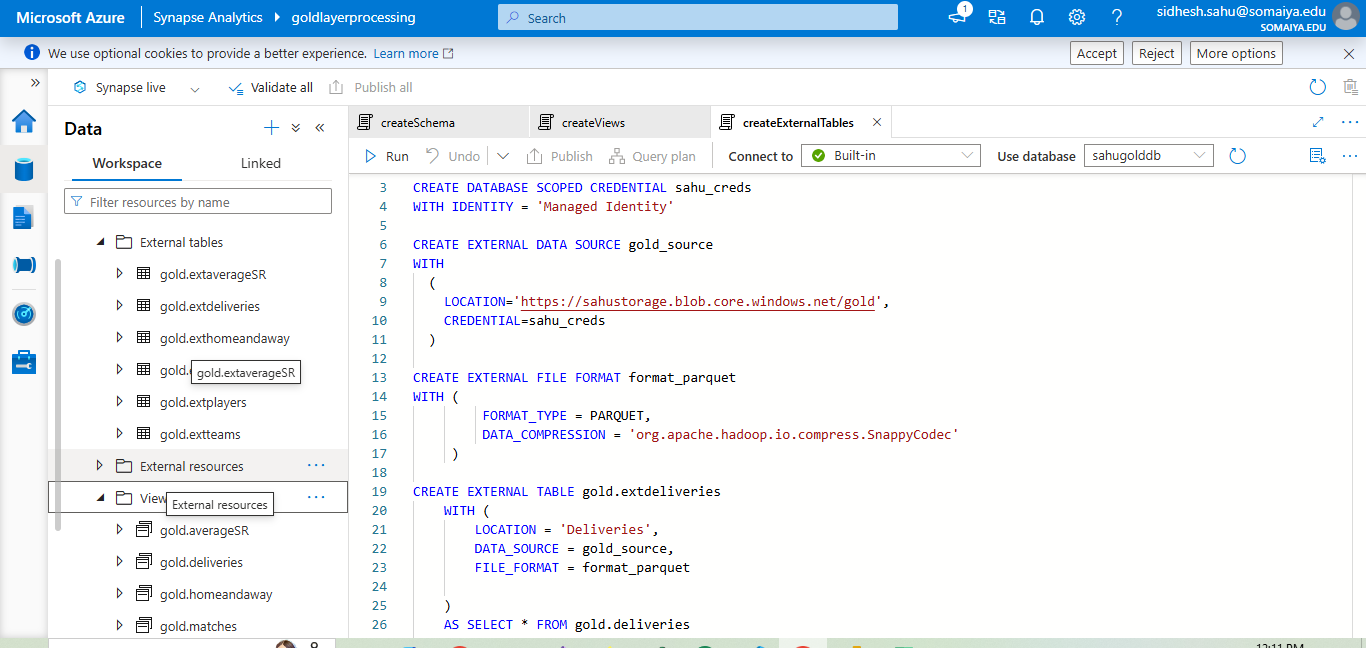 Microsoft Azure
Synapse Analytics
goldlayerprocessing
Search
1
sidhesh.sahu@somaiya.edu
SOMAIYA.EDU
We use optional cookies to provide a better experience. Learn more
Accept
Reject
More options
Synapse live
Validate all
Publish all
Data
Workspace
Linked
Filter resources by name
External tables
gold.extaverageSR
gold.extdeliveries
gold.exthomeandaway
gold.extaverageSR
gold.extplayers
gold.extteams
External resources
View
External resources
gold.averageSR
gold.deliveries
gold.homeandaway
gold.matches
createSchema
createViews
createExternalTables
Run
Undo
Publish
Query plan
Connect to
Built-in
Use database
sahugolddb
3 CREATE DATABASE SCOPED CREDENTIAL sahu_creds
4 WITH IDENTITY = 'Managed Identity'
5
6 CREATE EXTERNAL DATA SOURCE gold_source
7 WITH
8 (
9 LOCATION='https://sahustorage.blob.core.windows.net/gold',
10 CREDENTIAL=sahu_creds
11 )
12
13 CREATE EXTERNAL FILE FORMAT format_parquet
14 WITH (
15 FORMAT_TYPE = PARQUET,
16 DATA_COMPRESSION = 'org.apache.hadoop.io.compress.SnappyCodec'
17 )
18
19 CREATE EXTERNAL TABLE gold.extdeliveries
20 WITH (
21 LOCATION = 'Deliveries',
22 DATA_SOURCE = gold_source,
23 FILE_FORMAT = format_parquet
24
25 )
26 AS SELECT * FROM gold.deliveries